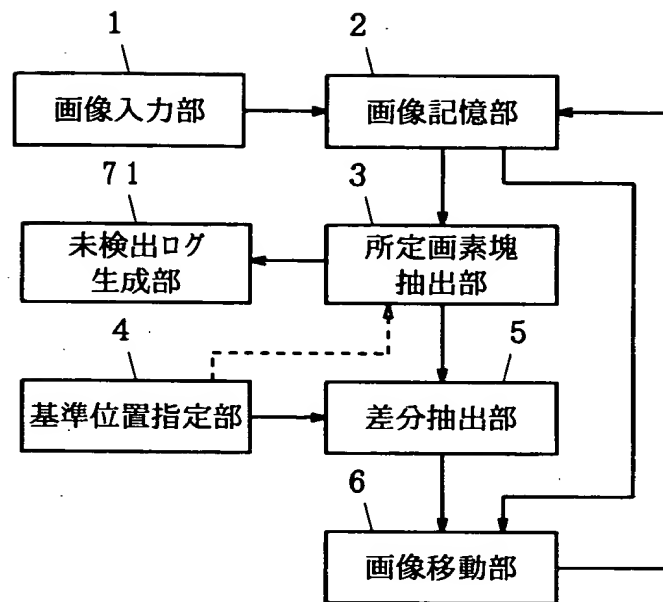 1
画像入力部
2
画像記憶部
71
未検出ログ
生成部
3
所定画素塊
抽出部
4
基準位置指定部
5
差分抽出部
6
画像移動部